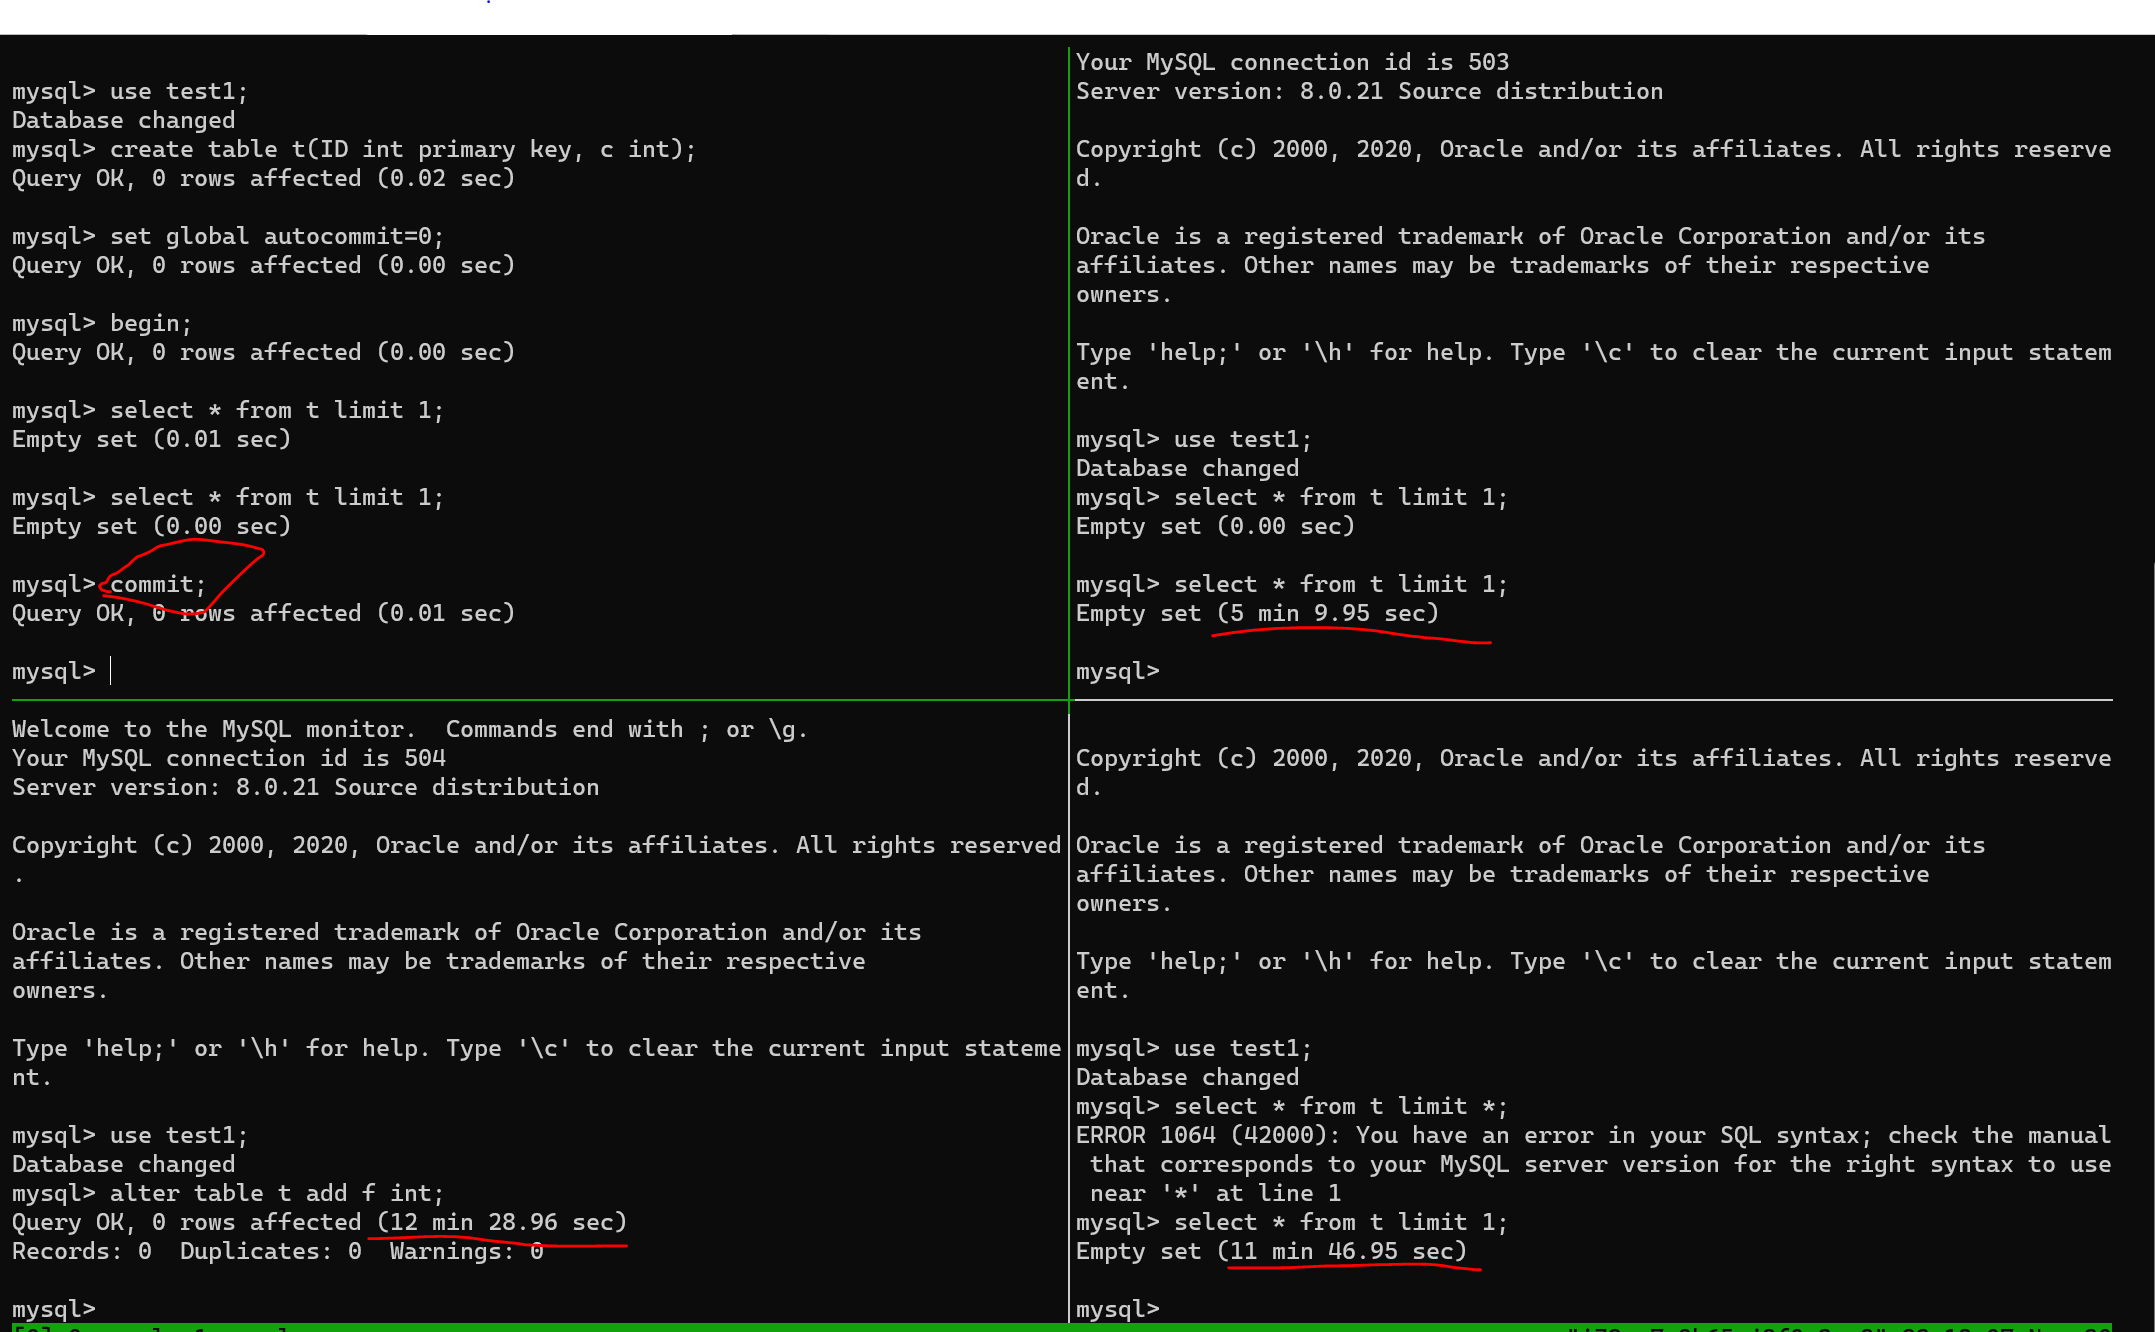 mysql> use test1;
Database changed
mysql> create table t(ID int primary key, c int);
Query OK, 0 rows affected (0.02 sec)
mysql> set global autocommit=0;
Query OK, 0 rows affected (0.00 sec)
mysql> begin;
Query OK, 0 rows affected (0.00 sec)
mysql> select * from t limit 1;
Empty set (0.01 sec)
mysql> select * from t limit 1;
Empty set (0.00 sec)
mysql> commit;
Query OK, 0 rows affected (0.01 sec)
mysql>
Your MySQL connection id is 503
Server version: 8.0.21 Source distribution
Copyright (c) 2000, 2020, Oracle and/or its affiliates. All rights reserve
d.
Oracle is a registered trademark of Oracle Corporation and/or its
affiliates. Other names may be trademarks of their respective
owners.
Type 'help;' or '\h' for help. Type '\c' to clear the current input statem
ent.
mysql> use test1;
Database changed
mysql> select * from t limit 1;
Empty set (0.00 sec)
mysql> select * from t limit 1;
Empty set (5 min 9.95 sec)
mysql>
Welcome to the MySQL monitor.  Commands end with ; or \g.
Your MySQL connection id is 504
Server version: 8.0.21 Source distribution
Copyright (c) 2000, 2020, Oracle and/or its affiliates. All rights reserved
.
Oracle is a registered trademark of Oracle Corporation and/or its
affiliates. Other names may be trademarks of their respective
owners.
Type 'help;' or '\h' for help. Type '\c' to clear the current input stateme
nt.
mysql> use test1;
Database changed
mysql> alter table t add f int;
Query OK, 0 rows affected (12 min 28.96 sec)
Records: 0  Duplicates: 0  Warnings: 0
mysql>
Copyright (c) 2000, 2020, Oracle and/or its affiliates. All rights reserve
d.
Oracle is a registered trademark of Oracle Corporation and/or its
affiliates. Other names may be trademarks of their respective
owners.
Type 'help;' or '\h' for help. Type '\c' to clear the current input statem
ent.
mysql> use test1;
Database changed
mysql> select * from t limit *;
ERROR 1064 (42000): You have an error in your SQL syntax; check the manual
that corresponds to your MySQL server version for the right syntax to use
near '*' at line 1
mysql> select * from t limit 1;
Empty set (11 min 46.95 sec)
mysql>